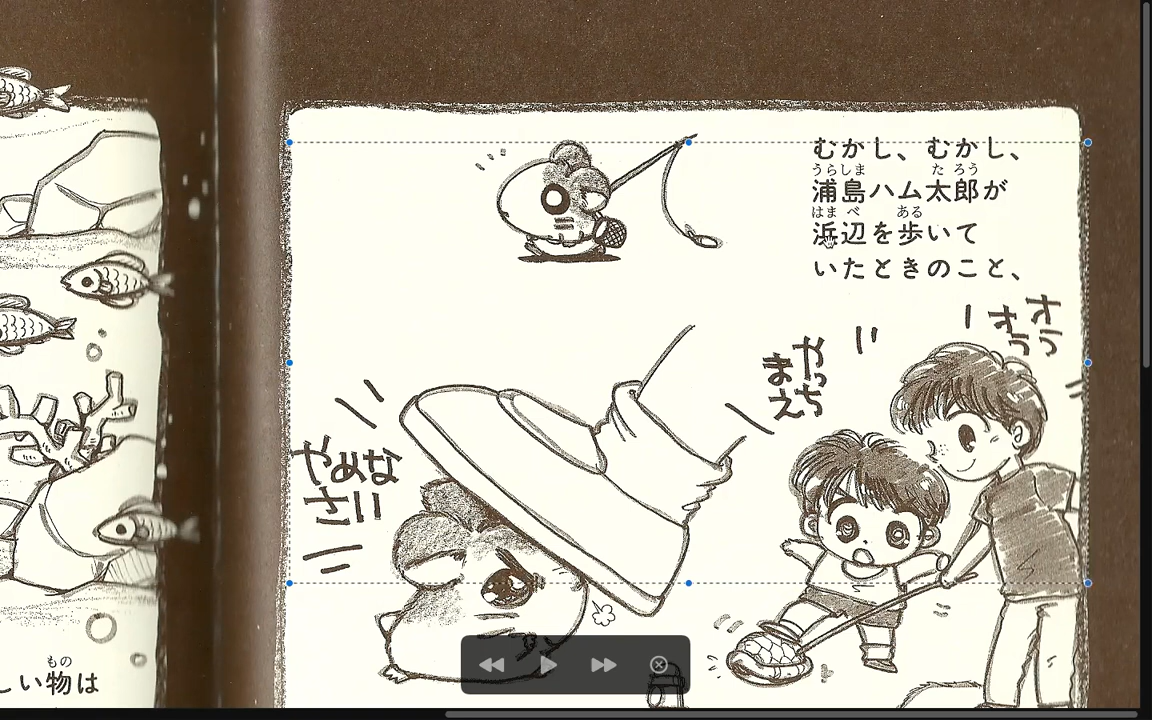 むかし、むかし、
浦島ハム太郎が
浜辺を歩いて
いたときのこと、
オラ
オラ
やっち
まえ
やめな
さいー
しい物は